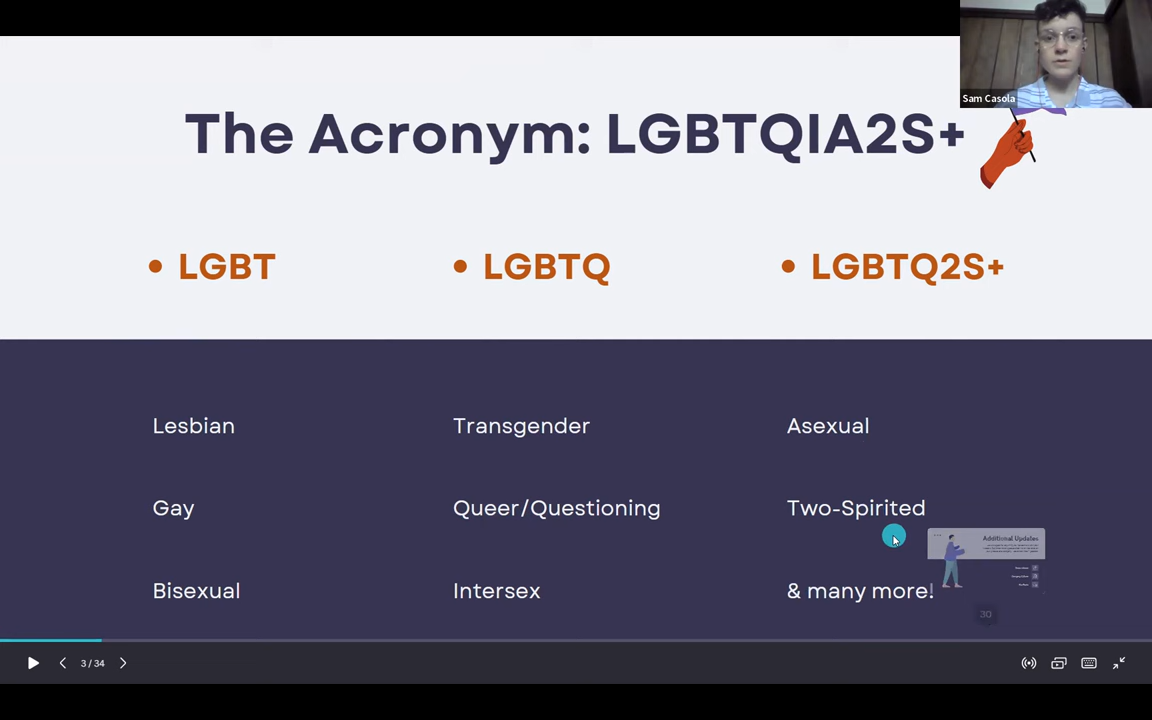 Sam Casola
The Acronym: LGBTQIA2S+
• LGBT
• LGBTQ
• LGBTQ2S+
Lesbian
Transgender
Asexual
Gay
Queer/Questioning
Two-Spirited
Additional Updates
Bisexual
Intersex
& many more!
30
3 / 34